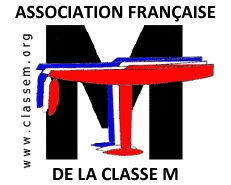 ASSOCIATION FRANÇAISE
www.classem.org
M
DE LA CLASSE M